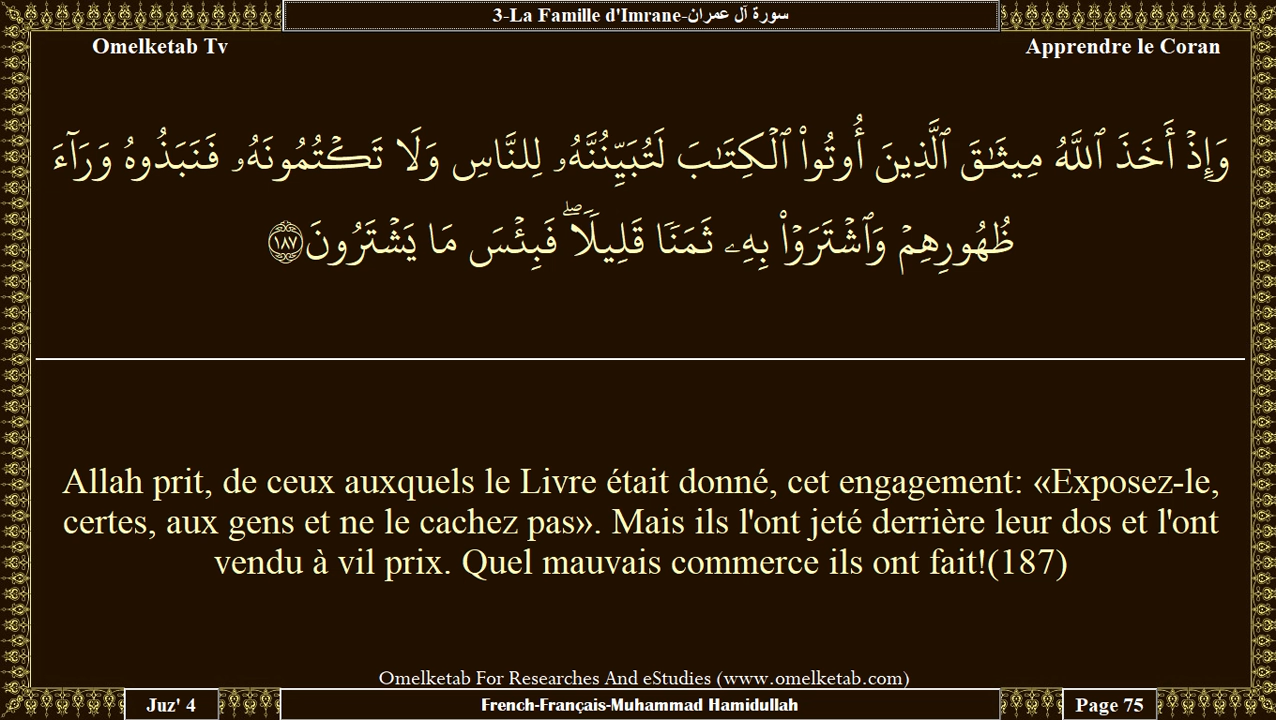 3-La Famille d'Imrane-سورة آل عمران
Omelketab Tv
Apprendre le Coran
وَإِذۡ أَخَذَ ٱللَّهُ مِيثَٰقَ ٱلَّذِينَ أُوتُواْ ٱلۡكِتَٰبَ لَتُبَيِّنُنَّهُۥ لِلنَّاسِ وَلَا تَكۡتُمُونَهُۥ فَنَبَذُوهُ وَرَآءَ
ظُهُورِهِمۡ وَٱشۡتَرَوۡاْ بِهِۦ ثَمَنٗا قَلِيلٗاۖ فَبِئۡسَ مَا يَشۡتَرُونَ ١٨٧
Allah prit, de ceux auxquels le Livre était donné, cet engagement: «Exposez-le,
certes, aux gens et ne le cachez pas». Mais ils l'ont jeté derrière leur dos et l'ont
vendu à vil prix. Quel mauvais commerce ils ont fait!(187)
Omelketab For Researches And eStudies (www.omelketab.com)
Juz' 4
French-Français-Muhammad Hamidullah
Page 75